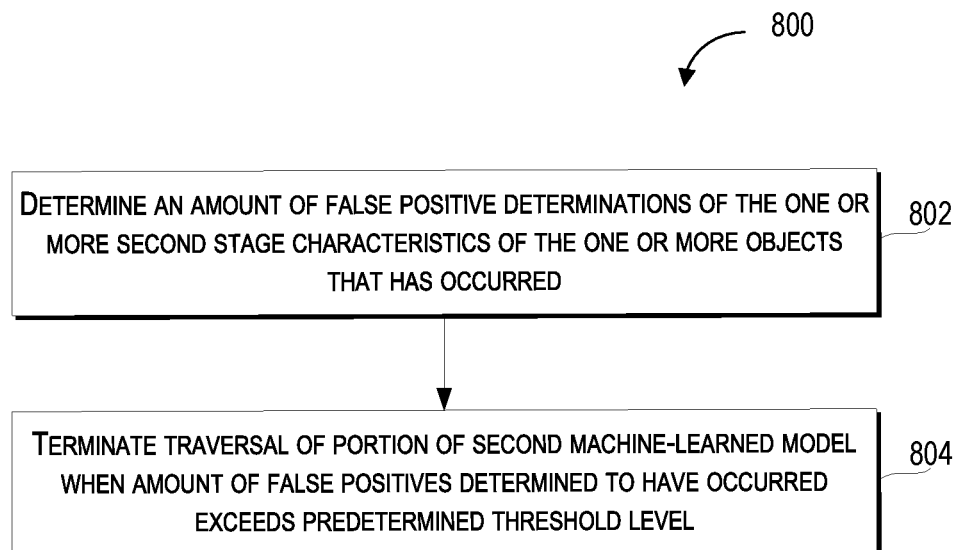 800
DETERMINE AN AMOUNT OF FALSE POSITIVE DETERMINATIONS OF THE ONE OR
MORE SECOND STAGE CHARACTERISTICS OF THE ONE OR MORE OBJECTS
THAT HAS OCCURRED
802
TERMINATE TRAVERSAL OF PORTION OF SECOND MACHINE-LEARNED MODEL
WHEN AMOUNT OF FALSE POSITIVES DETERMINED TO HAVE OCCURRED
EXCEEDS PREDETERMINED THRESHOLD LEVEL
804